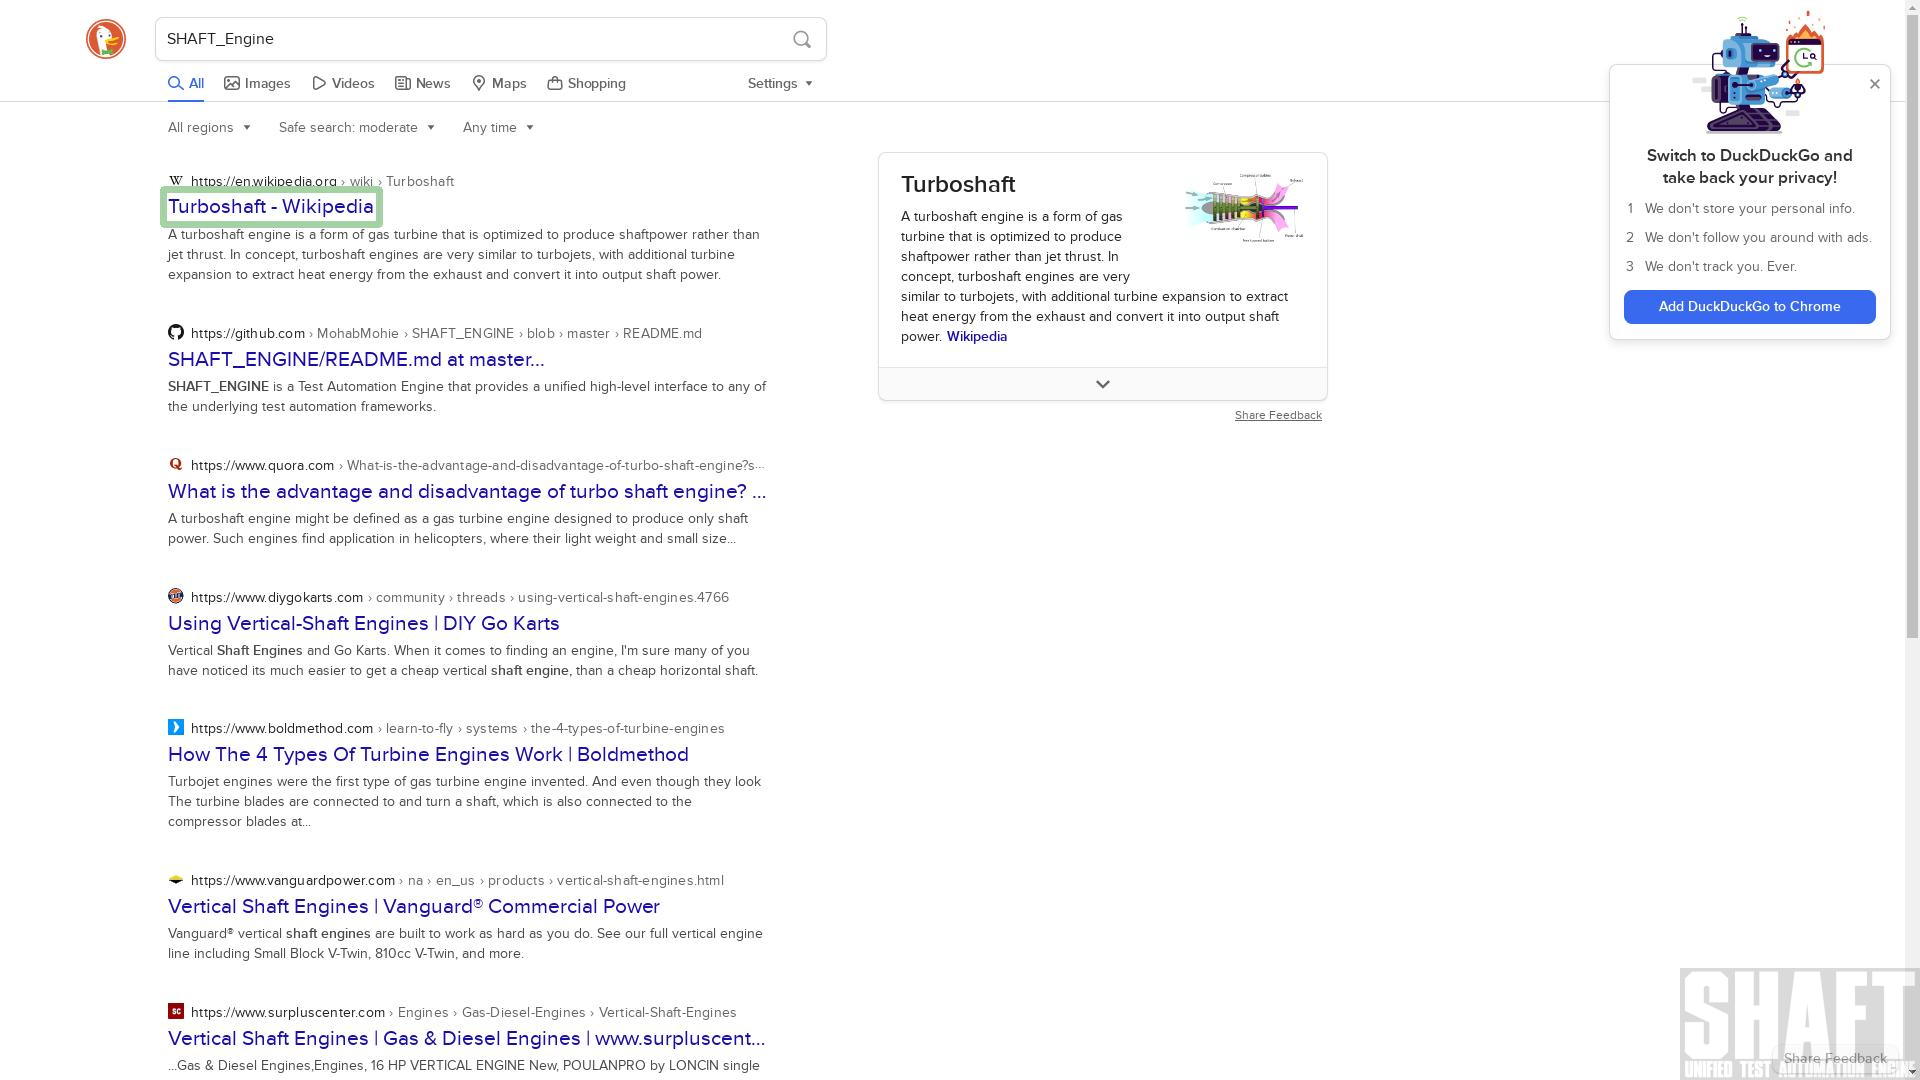 SHAFT_Engine
All Images Videos News Maps Shopping Settings
All regions Safe search: moderate Any time
https://en.wikipedia.org › wiki › Turboshaft
Turboshaft - Wikipedia
A turboshaft engine is a form of gas turbine that is optimized to produce shaftpower rather than
jet thrust. In concept, turboshaft engines are very similar to turbojets, with additional turbine
expansion to extract heat energy from the exhaust and convert it into output shaft power.
https://github.com › MohabMohie › SHAFT_ENGINE › blob › master › README.md
SHAFT_ENGINE/README.md at master...
SHAFT_ENGINE is a Test Automation Engine that provides a unified high-level interface to any of
the underlying test automation frameworks.
https://www.quora.com › What-is-the-advantage-and-disadvantage-of-turbo-shaft-engine?s...
What is the advantage and disadvantage of turbo shaft engine? ...
A turboshaft engine might be defined as a gas turbine engine designed to produce only shaft
power. Such engines find application in helicopters, where their light weight and small size...
https://www.diygokarts.com › community › threads › using-vertical-shaft-engines.4766
Using Vertical-Shaft Engines | DIY Go Karts
Vertical Shaft Engines and Go Karts. When it comes to finding an engine, I'm sure many of you
have noticed its much easier to get a cheap vertical shaft engine, than a cheap horizontal shaft.
https://www.boldmethod.com › learn-to-fly › systems › the-4-types-of-turbine-engines
How The 4 Types Of Turbine Engines Work | Boldmethod
Turbojet engines were the first type of gas turbine engine invented. And even though they look
The turbine blades are connected to and turn a shaft, which is also connected to the
compressor blades at...
https://www.vanguardpower.com › na › en_us › products › vertical-shaft-engines.html
Vertical Shaft Engines | Vanguard® Commercial Power
Vanguard® vertical shaft engines are built to work as hard as you do. See our full vertical engine
line including Small Block V-Twin, 810cc V-Twin, and more.
https://www.surpluscenter.com › Engines › Gas-Diesel-Engines › Vertical-Shaft-Engines
Vertical Shaft Engines | Gas & Diesel Engines | www.surpluscent...
...Gas & Diesel Engines,Engines, 16 HP VERTICAL ENGINE New, POULANPRO by LONCIN single
Turboshaft
A turboshaft engine is a form of gas
turbine that is optimized to produce
shaftpower rather than jet thrust. In
concept, turboshaft engines are very
similar to turbojets, with additional turbine expansion to extract
heat energy from the exhaust and convert it into output shaft
power. Wikipedia
Share Feedback
Switch to DuckDuckGo and
take back your privacy!
1 We don't store your personal info.
2 We don't follow you around with ads.
3 We don't track you. Ever.
Add DuckDuckGo to Chrome
SHAFT
UNIFIED TEST AUTOMATION ENGINE
Share Feedback